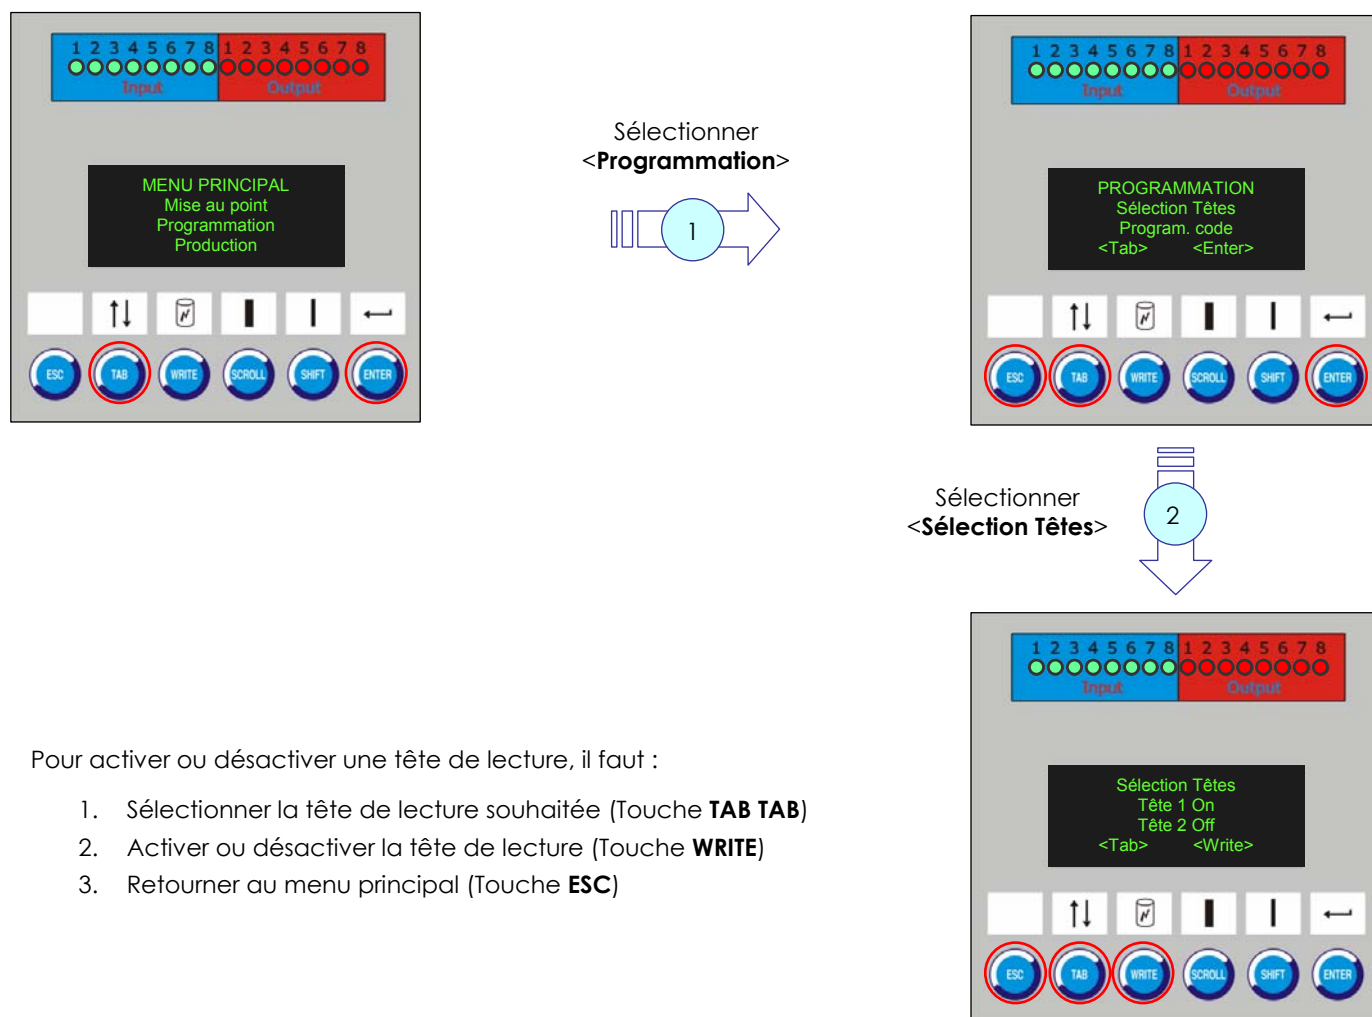 1 2 3 4 5 6 7 8 1 2 3 4 5 6 7 8
Input Output
MENU PRINCIPAL
Mise au point
Programmation
Production
ESC TAB WRITE SCROLL SHIFT ENTER
Sélectionner
<Programmation>
1
1 2 3 4 5 6 7 8 1 2 3 4 5 6 7 8
Input Output
PROGRAMMATION
Sélection Têtes
Program. code
<Tab> <Enter>
ESC TAB WRITE SCROLL SHIFT ENTER
Sélectionner
<Sélection Têtes>
2
1 2 3 4 5 6 7 8 1 2 3 4 5 6 7 8
Input Output
Sélection Têtes
Tête 1 On
Tête 2 Off
<Tab> <Write>
ESC TAB WRITE SCROLL SHIFT ENTER
Pour activer ou désactiver une tête de lecture, il faut :
1. Sélectionner la tête de lecture souhaitée (Touche TAB TAB)
2. Activer ou désactiver la tête de lecture (Touche WRITE)
3. Retourner au menu principal (Touche ESC)